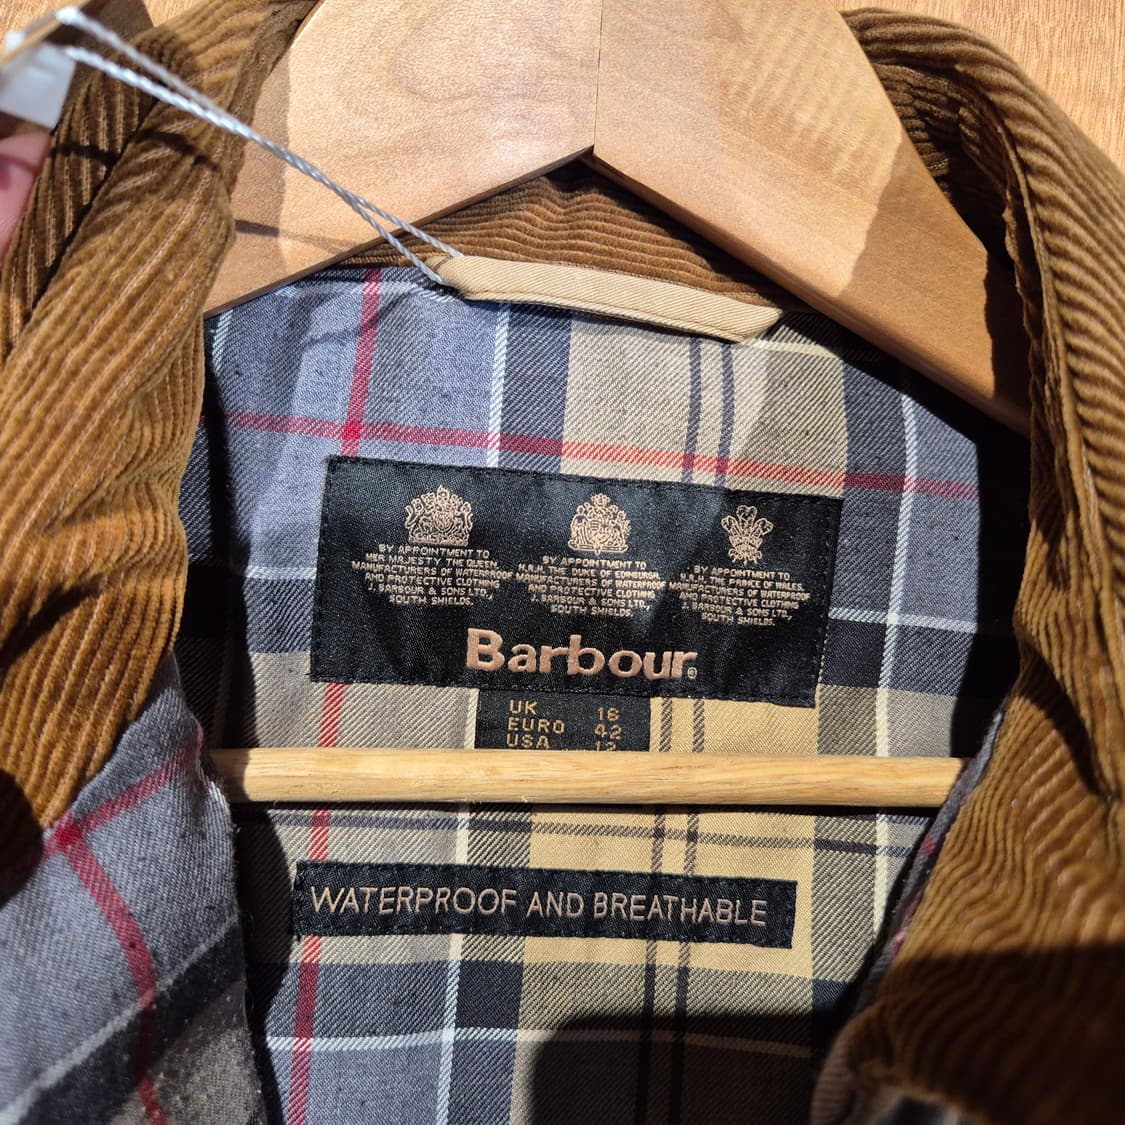 BY APPOINTMENT TO
HER MAJESTY THE QUEEN
MANUFACTURERS OF WATERPROOF
AND PROTECTIVE CLOTHING
J. BARBOUR & SONS LTD.,
SOUTH SHIELDS.
BY APPOINTMENT TO
H.R.H. THE DUKE OF EDINBURGH,
MANUFACTURERS OF WATERPROOF
AND PROTECTIVE CLOTHING
J. BARBOUR & SONS LTD.,
SOUTH SHIELDS.
BY APPOINTMENT TO
H.R.H. THE PRINCE OF WALES,
MANUFACTURERS OF WATERPROOF
AND PROTECTIVE CLOTHING
J. BARBOUR & SONS LTD.,
SOUTH SHIELDS.
Barbour®
UK 16
EURO 42
USA 12
WATERPROOF AND BREATHABLE